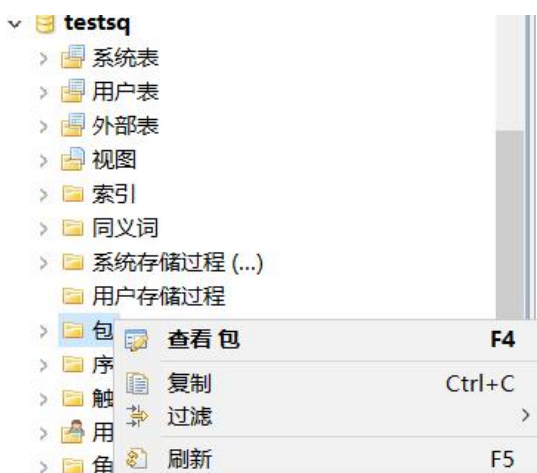 testsq
系统表
用户表
外部表
视图
索引
同义词
系统存储过程 (...)
用户存储过程
包
查看 包 F4
序
复制 Ctrl+C
触
过滤
用
刷新 F5
角